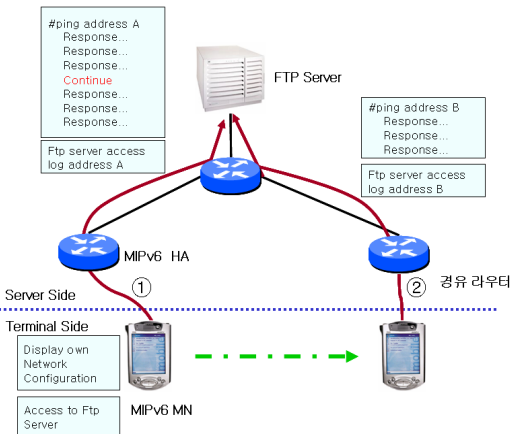 #ping address A
Response...
Response...
Response...
Continue
Response...
Response...
Response...
Ftp server access
log address A
FTP Server
#ping address B
Response...
Response...
Response...
Ftp server access
log address B
MIPv6 HA
①
②
경유 라우터
Server Side
Terminal Side
Display own
Network
Configuration
Access to Ftp
Server
MIPv6 MN